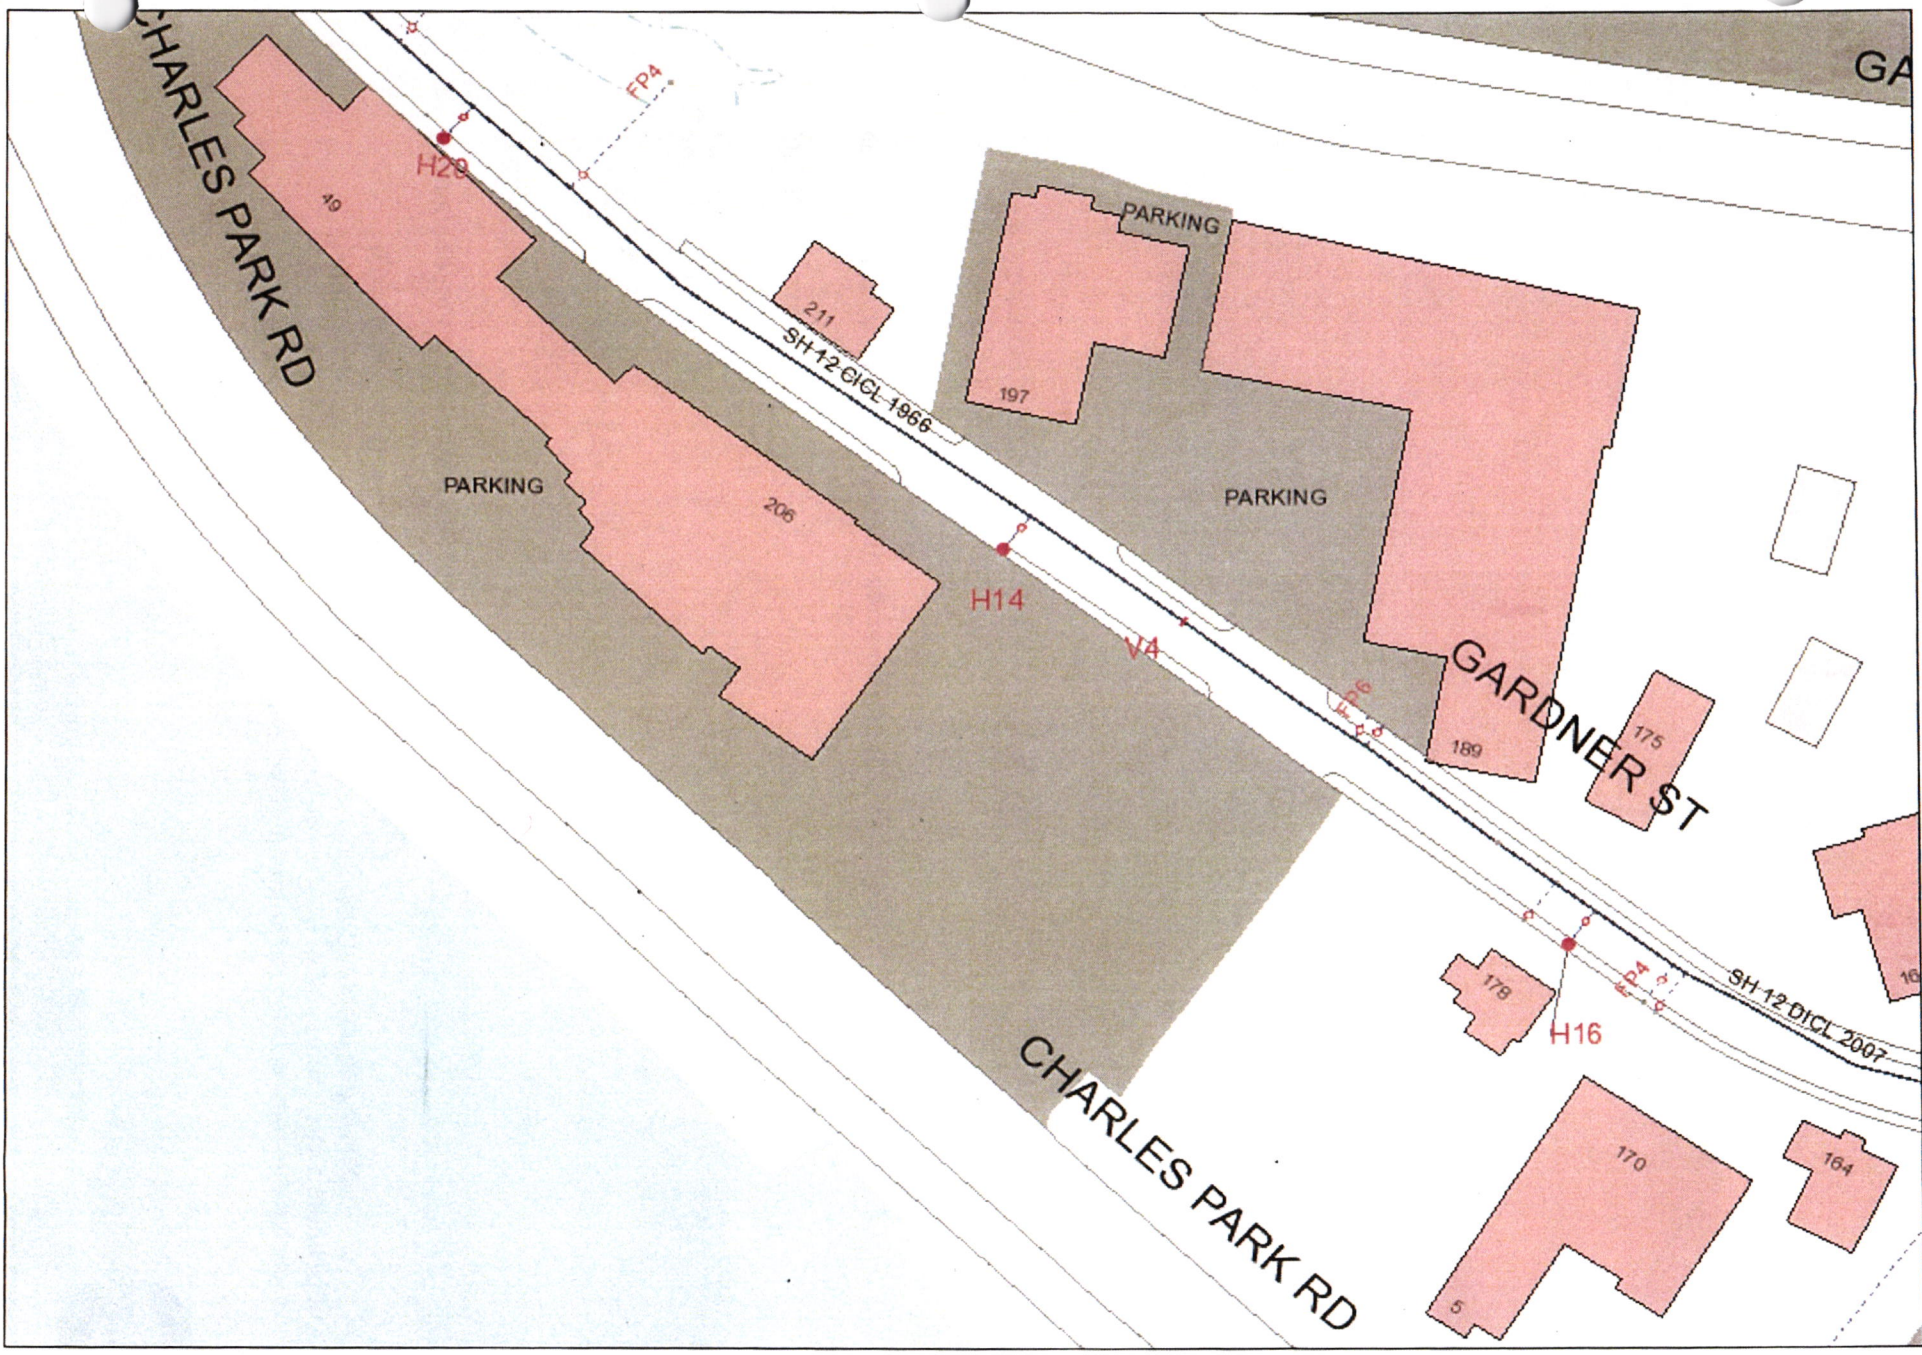 CHARLES PARK RD
GA
FP4
H20
49
PARKING
211
SH 12 CICL 1966
197
PARKING
206
PARKING
H14
V4
FP6
GARDNER ST
189
175
178
H16
FP4
SH 12 DICL 2007
16
CHARLES PARK RD
170
164
5